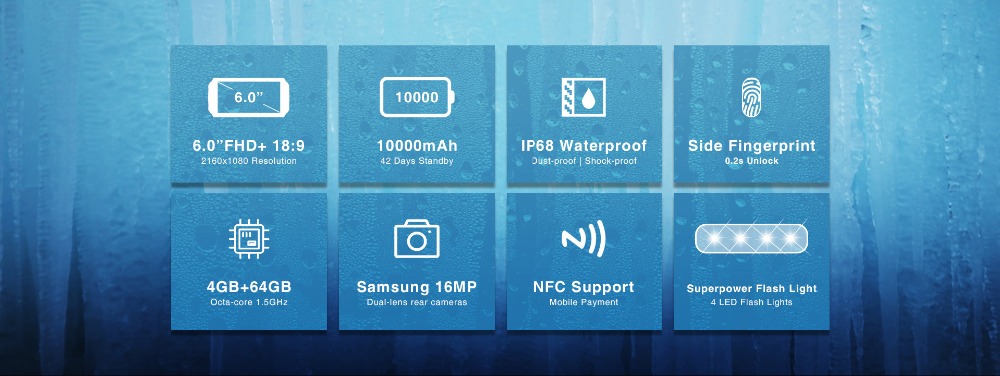 6.0”
6.0”FHD+ 18:9
2160x1080 Resolution
10000
10000mAh
42 Days Standby
IP68 Waterproof
Dust-proof | Shock-proof
Side Fingerprint
0.2s Unlock
4GB+64GB
Octa-core 1.5GHz
Samsung 16MP
Dual-lens rear cameras
NFC Support
Mobile Payment
Superpower Flash Light
4 LED Flash Lights